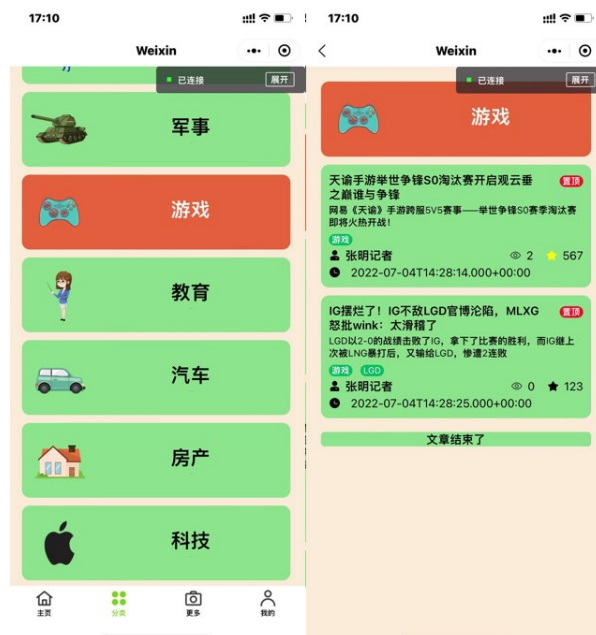 17:10
Weixin
已连接
展开
军事
游戏
教育
汽车
房产
科技
主页
分类
更多
我的
17:10
Weixin
已连接
展开
游戏
天谕手游举世争锋S0淘汰赛开启观云垂
之巅谁与争锋
置顶
网易《天谕》手游跨服5V5赛事——举世争锋S0赛季淘汰赛
即将火热开战!
游戏
张明记者
2
567
2022-07-04T14:28:14.000+00:00
IG摆烂了!IG不敌LGD官博沦陷,MLXG
怒批wink:太滑稽了
置顶
LGD以2-0的战绩击败了IG,拿下了比赛的胜利,而IG继上
次被LNG暴打后,又输给LGD,惨遭2连败
游戏
LGD
张明记者
0
123
2022-07-04T14:28:25.000+00:00
文章结束了